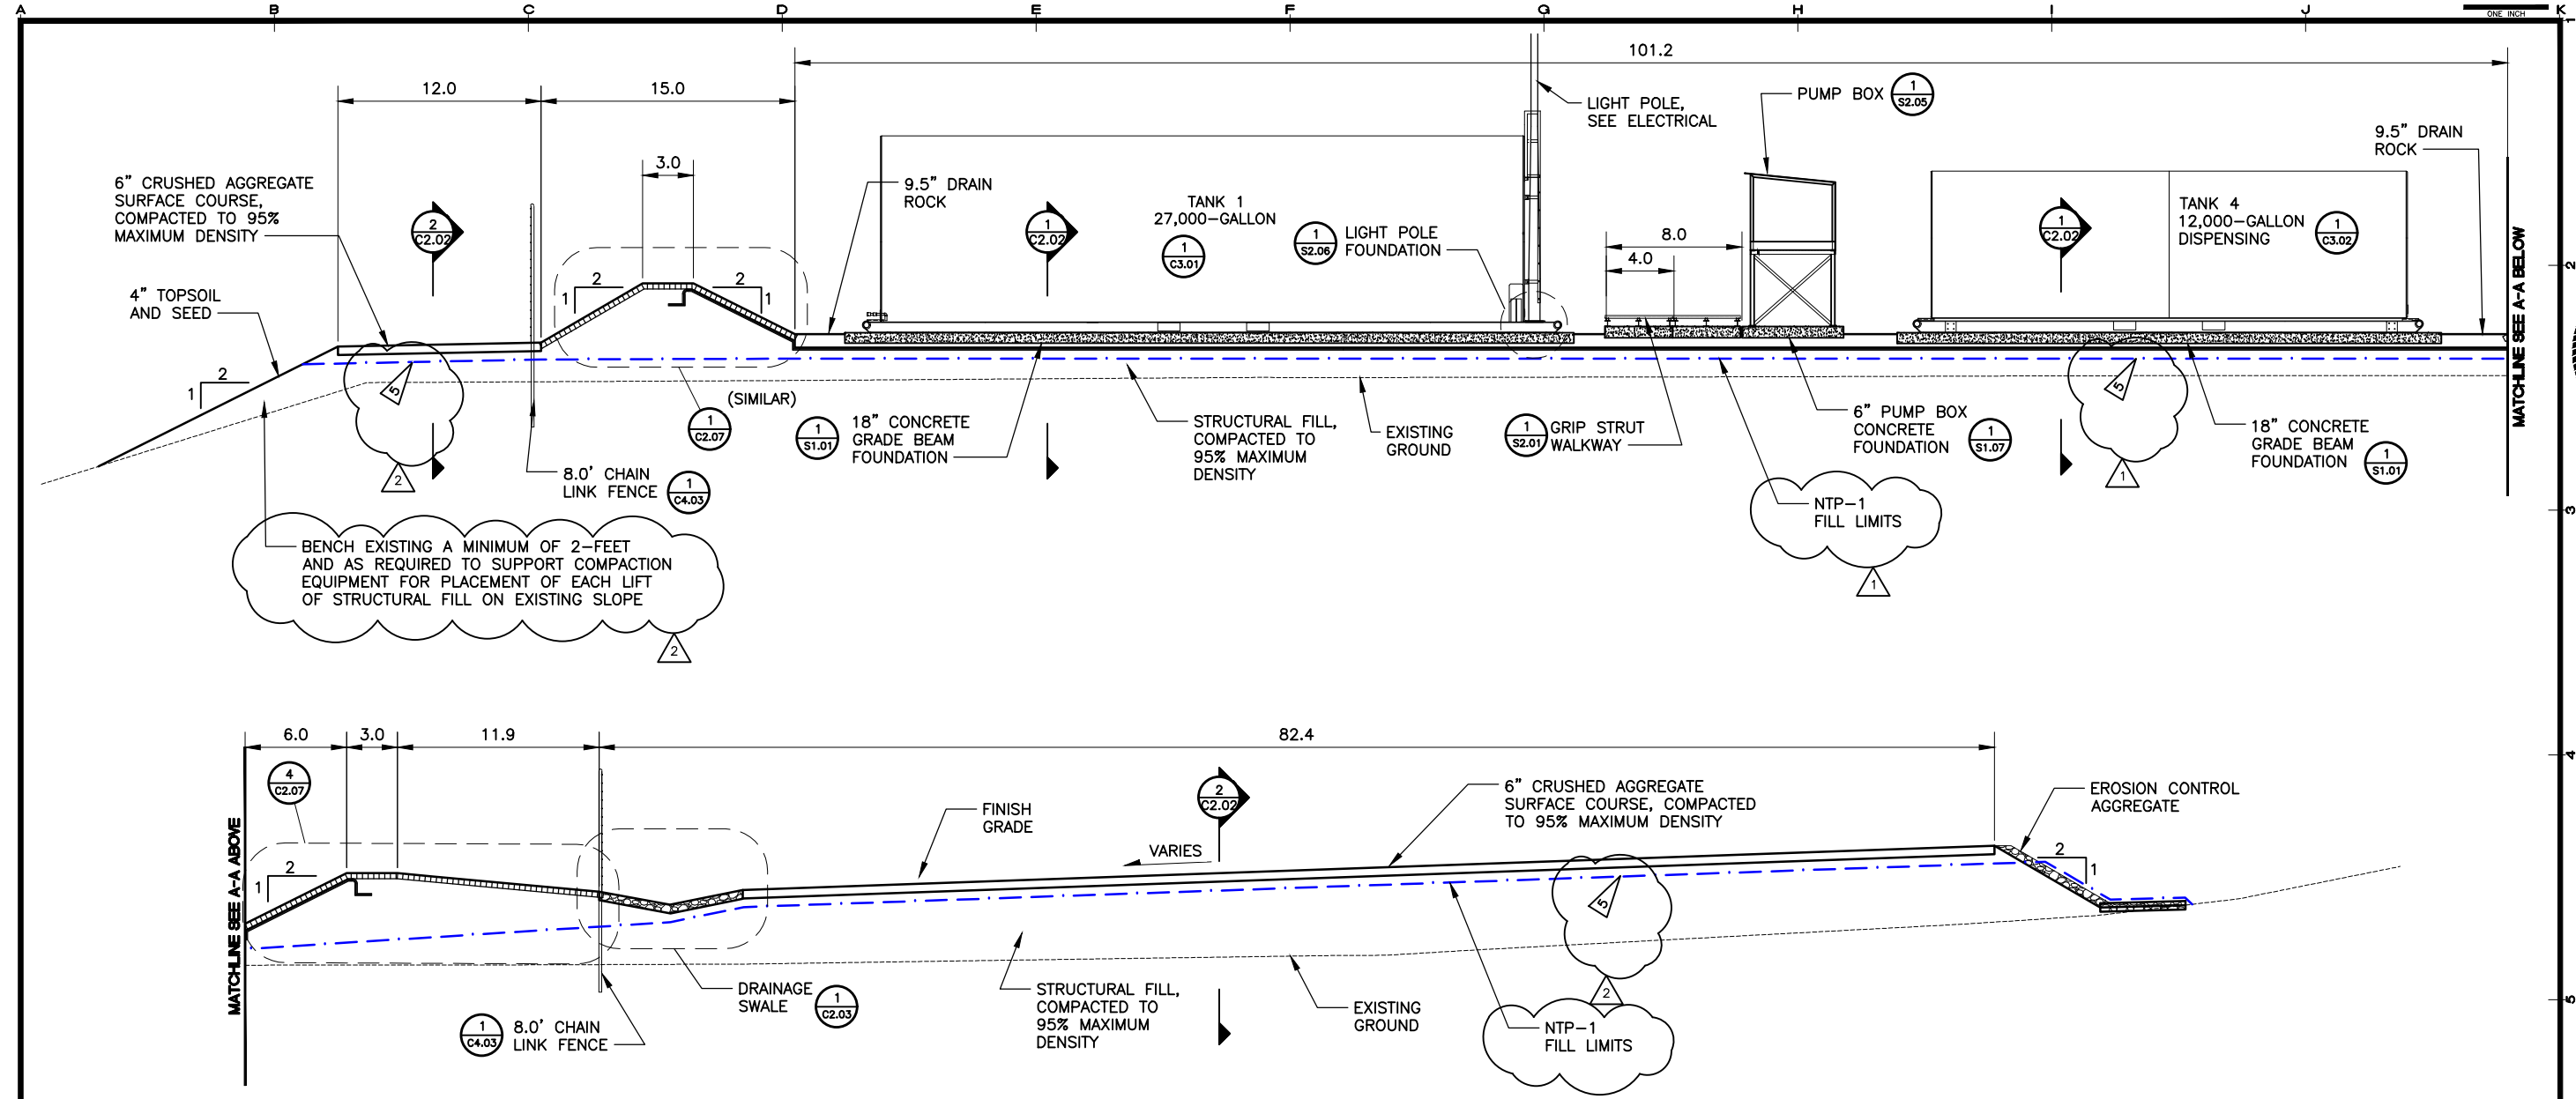 A B C D E F G H I J K
ONE INCH
1
101.2
12.0
15.0
PUMP BOX
1
S2.05
LIGHT POLE,
SEE ELECTRICAL
9.5" DRAIN
ROCK
3.0
6" CRUSHED AGGREGATE
SURFACE COURSE,
COMPACTED TO 95%
MAXIMUM DENSITY
2
C2.02
9.5" DRAIN
ROCK
1
C2.02
TANK 1
27,000-GALLON
1
C3.01
1
S2.06
LIGHT POLE
FOUNDATION
8.0
4.0
1
C2.02
TANK 4
12,000-GALLON
DISPENSING
1
C3.02
MATCHLINE SEE A-A BELOW
2
4" TOPSOIL
AND SEED
2
1
2
1
2
1
5
2
(SIMILAR)
1
C2.07
1
S1.01
18" CONCRETE
GRADE BEAM
FOUNDATION
STRUCTURAL FILL,
COMPACTED TO
95% MAXIMUM
DENSITY
EXISTING
GROUND
1
S2.01
GRIP STRUT
WALKWAY
6" PUMP BOX
CONCRETE
FOUNDATION
1
S1.07
5
1
18" CONCRETE
GRADE BEAM
FOUNDATION
1
S1.01
8.0' CHAIN
LINK FENCE
1
C4.03
NTP-1
FILL LIMITS
1
3
BENCH EXISTING A MINIMUM OF 2-FEET
AND AS REQUIRED TO SUPPORT COMPACTION
EQUIPMENT FOR PLACEMENT OF EACH LIFT
OF STRUCTURAL FILL ON EXISTING SLOPE
2
6.0
3.0
11.9
82.4
4
4
C2.07
MATCHLINE SEE A-A ABOVE
2
1
FINISH
GRADE
VARIES
2
C2.02
6" CRUSHED AGGREGATE
SURFACE COURSE, COMPACTED
TO 95% MAXIMUM DENSITY
EROSION CONTROL
AGGREGATE
2
1
5
2
DRAINAGE
SWALE
1
C2.03
1
C4.03
8.0' CHAIN
LINK FENCE
STRUCTURAL FILL,
COMPACTED TO
95% MAXIMUM
DENSITY
EXISTING
GROUND
NTP-1
FILL LIMITS
5